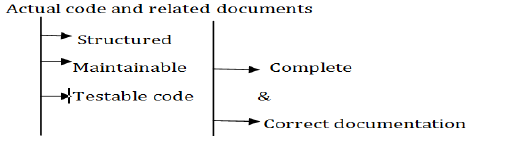 Actual code and related documents
Structured
Maintainable
Testable code
Complete
&
Correct documentation